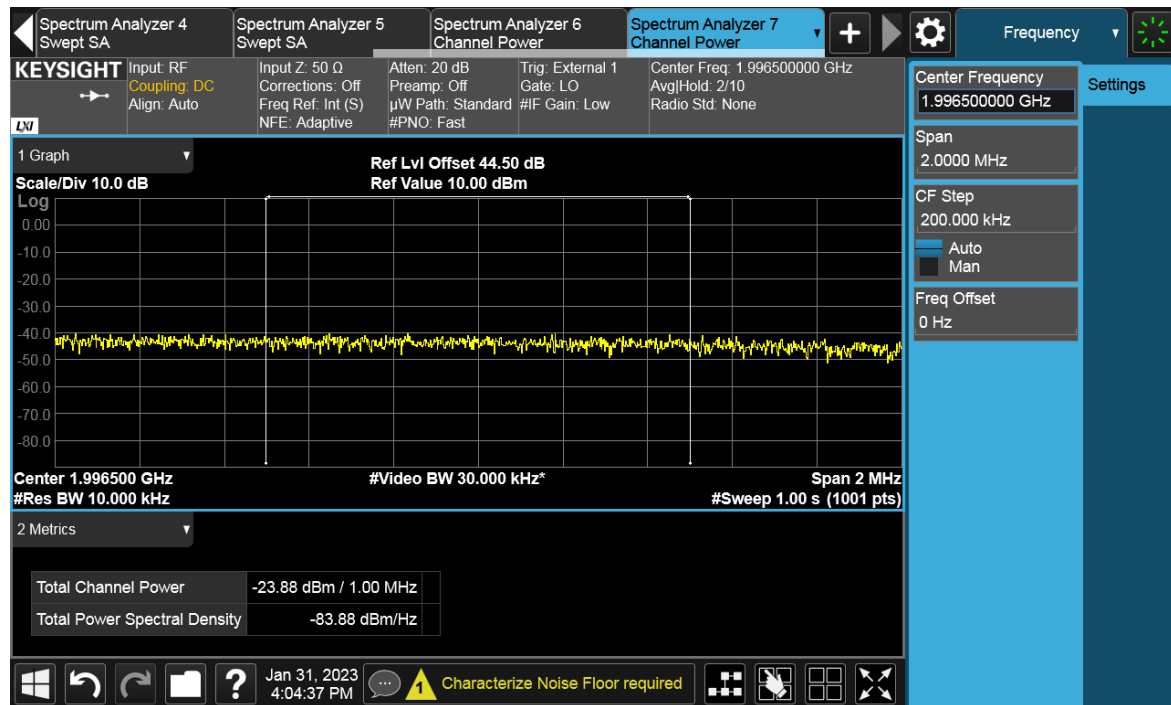 Spectrum Analyzer 4
Swept SA
Spectrum Analyzer 5
Swept SA
Spectrum Analyzer 6
Channel Power
Spectrum Analyzer 7
Channel Power
Frequency
KEYSIGHT
LXI
Input: RF
Coupling: DC
Align: Auto
Input Z: 50 Ω
Corrections: Off
Freq Ref: Int (S)
NFE: Adaptive
Atten: 20 dB
Preamp: Off
µW Path: Standard
#PNO: Fast
Trig: External 1
Gate: LO
#IF Gain: Low
Center Freq: 1.996500000 GHz
Avg|Hold: 2/10
Radio Std: None
Center Frequency
1.996500000 GHz
Settings
Span
2.0000 MHz
CF Step
200.000 kHz
Auto
Man
Freq Offset
0 Hz
1 Graph
Scale/Div 10.0 dB
Ref Lvl Offset 44.50 dB
Ref Value 10.00 dBm
Log
0.00
-10.0
-20.0
-30.0
-40.0
-50.0
-60.0
-70.0
-80.0
Center 1.996500 GHz
#Video BW 30.000 kHz*
Span 2 MHz
#Res BW 10.000 kHz
#Sweep 1.00 s (1001 pts)
2 Metrics
Total Channel Power -23.88 dBm / 1.00 MHz
Total Power Spectral Density -83.88 dBm/Hz
?
Jan 31, 2023
4:04:37 PM
1
Characterize Noise Floor required